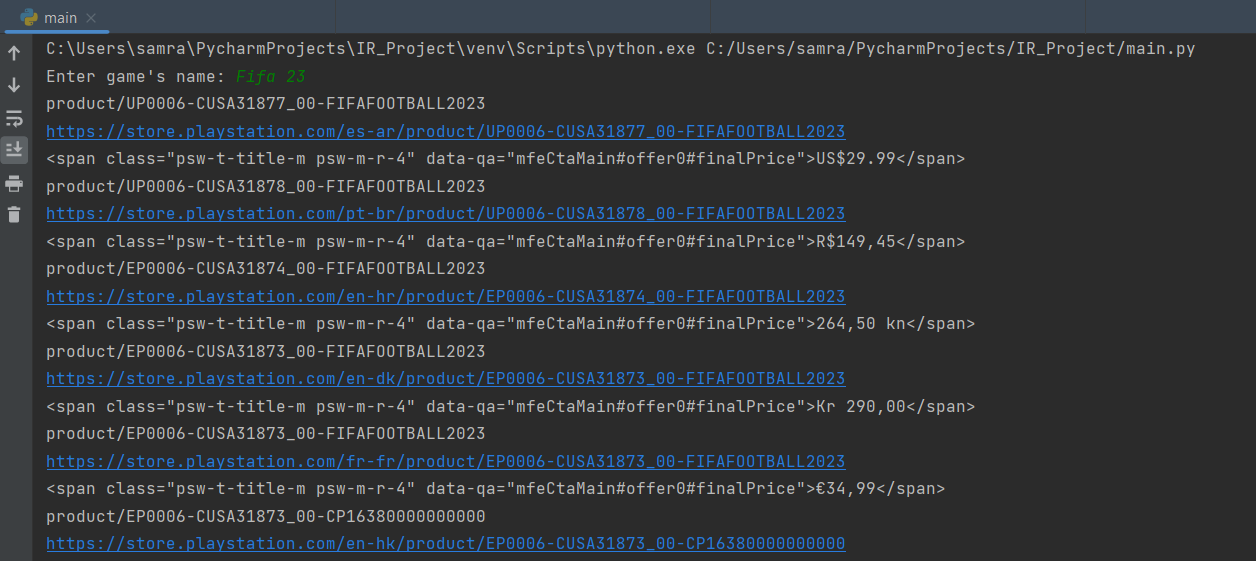 main
C:\Users\samra\PycharmProjects\IR_Project\venv\Scripts\python.exe C:/Users/samra/PycharmProjects/IR_Project/main.py
Enter game's name: Fifa 23
product/UP0006-CUSA31877_00-FIFAFOOTBALL2023
https://store.playstation.com/es-ar/product/UP0006-CUSA31877_00-FIFAFOOTBALL2023
<span class="psw-t-title-m psw-m-r-4" data-qa="mfeCtaMain#offer0#finalPrice">US$29.99</span>
product/UP0006-CUSA31878_00-FIFAFOOTBALL2023
https://store.playstation.com/pt-br/product/UP0006-CUSA31878_00-FIFAFOOTBALL2023
<span class="psw-t-title-m psw-m-r-4" data-qa="mfeCtaMain#offer0#finalPrice">R$149,45</span>
product/EP0006-CUSA31874_00-FIFAFOOTBALL2023
https://store.playstation.com/en-hr/product/EP0006-CUSA31874_00-FIFAFOOTBALL2023
<span class="psw-t-title-m psw-m-r-4" data-qa="mfeCtaMain#offer0#finalPrice">264,50 kn</span>
product/EP0006-CUSA31873_00-FIFAFOOTBALL2023
https://store.playstation.com/en-dk/product/EP0006-CUSA31873_00-FIFAFOOTBALL2023
<span class="psw-t-title-m psw-m-r-4" data-qa="mfeCtaMain#offer0#finalPrice">Kr 290,00</span>
product/EP0006-CUSA31873_00-FIFAFOOTBALL2023
https://store.playstation.com/fr-fr/product/EP0006-CUSA31873_00-FIFAFOOTBALL2023
<span class="psw-t-title-m psw-m-r-4" data-qa="mfeCtaMain#offer0#finalPrice">€34,99</span>
product/EP0006-CUSA31873_00-CP16380000000000
https://store.playstation.com/en-hk/product/EP0006-CUSA31873_00-CP16380000000000